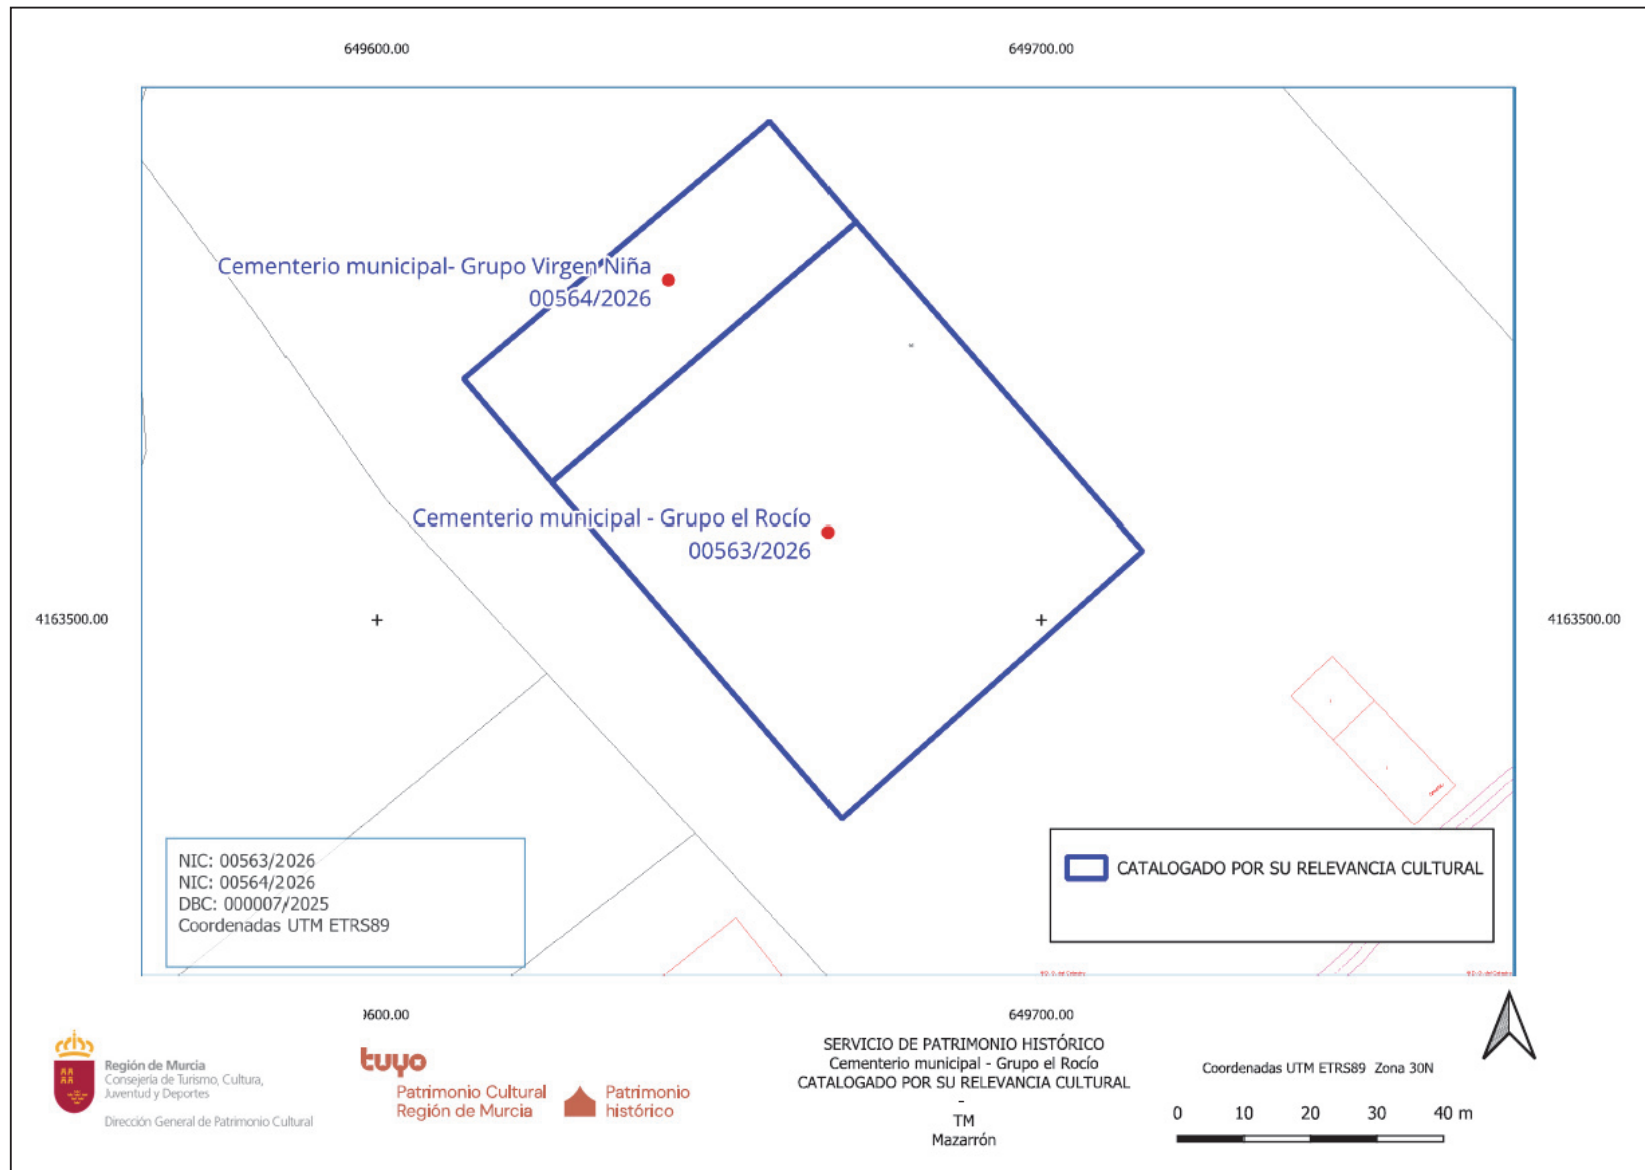 649600.00
649700.00
Cementerio municipal- Grupo Virgen Niña
00564/2026
Cementerio municipal - Grupo el Rocío
00563/2026
4163500.00
4163500.00
NIC: 00563/2026
NIC: 00564/2026
DBC: 000007/2025
Coordenadas UTM ETRS89
CATALOGADO POR SU RELEVANCIA CULTURAL
9600.00
649700.00
Región de Murcia
Consejería de Turismo, Cultura,
Juventud y Deportes
Dirección General de Patrimonio Cultural
tuyo
Patrimonio Cultural
Región de Murcia
Patrimonio
histórico
SERVICIO DE PATRIMONIO HISTÓRICO
Cementerio municipal - Grupo el Rocío
CATALOGADO POR SU RELEVANCIA CULTURAL
-
TM
Mazarrón
Coordenadas UTM ETRS89 Zona 30N
0 10 20 30 40 m